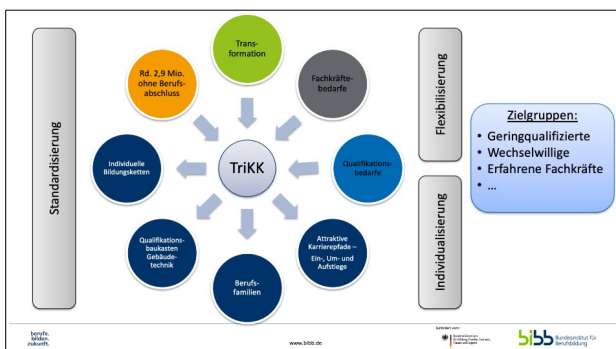 Standardisierung
Trans-
formation
Rd. 2,9 Mio.
ohne Berufs-
abschluss
Fachkräfte-
bedarfe
Individuelle
Bildungsketten
TriKK
Qualifikations-
bedarfe
Qualifikations-
baukasten
Gebäude-
technik
Attraktive
Karrierepfade –
Ein-, Um- und
Aufstiege
Berufs-
familien
Flexibilisierung
Individualisierung
Zielgruppen:
• Geringqualifizierte
• Wechselwillige
• Erfahrene Fachkräfte
• ...
berufe.
bilden.
zukunft.
www.bibb.de
Gefördert vom:
bibb Bundesinstitut für
Berufsbildung